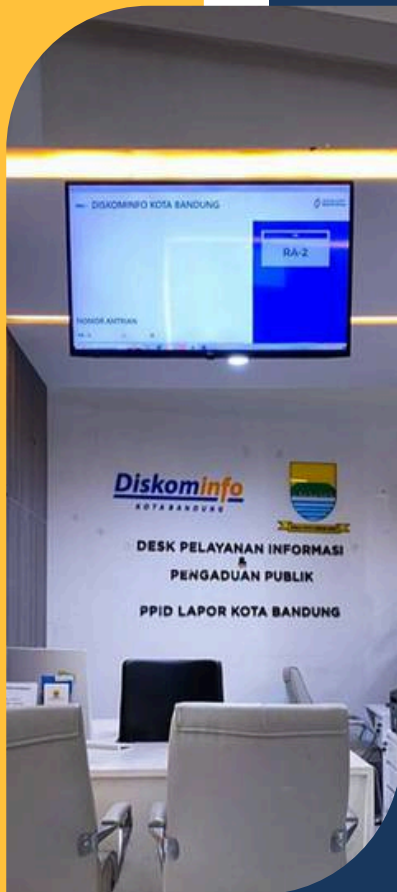 DISKOMINFO KOTA BANDUNG
RA-2
NOMOR ANTRIAN
Diskominfo
KOTA BANDUNG
DESK PELAYANAN INFORMASI
&
PENGADUAN PUBLIK
PPID LAPOR KOTA BANDUNG